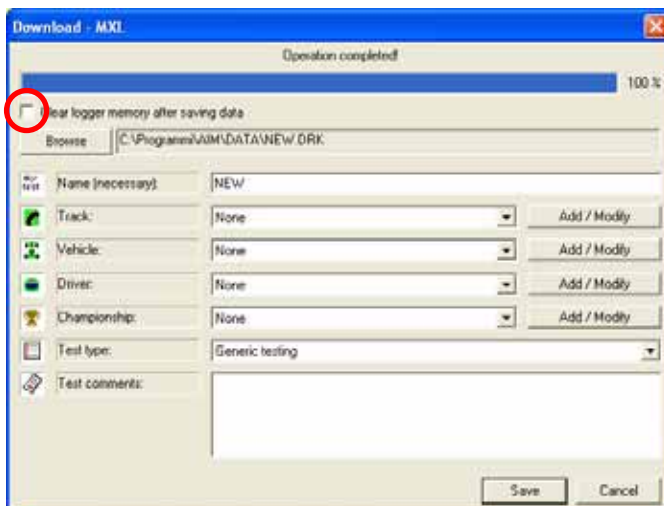 Download - MXL
Operation completed!
100 %
lear logger memory after saving data
Browse C:\Programmi\AIM\DATA\NEW.DRK
Name (necessary): NEW
Track: None Add / Modify
Vehicle: None Add / Modify
Driver: None Add / Modify
Championship: None Add / Modify
Test type: Generic testing
Test comments:
Save Cancel